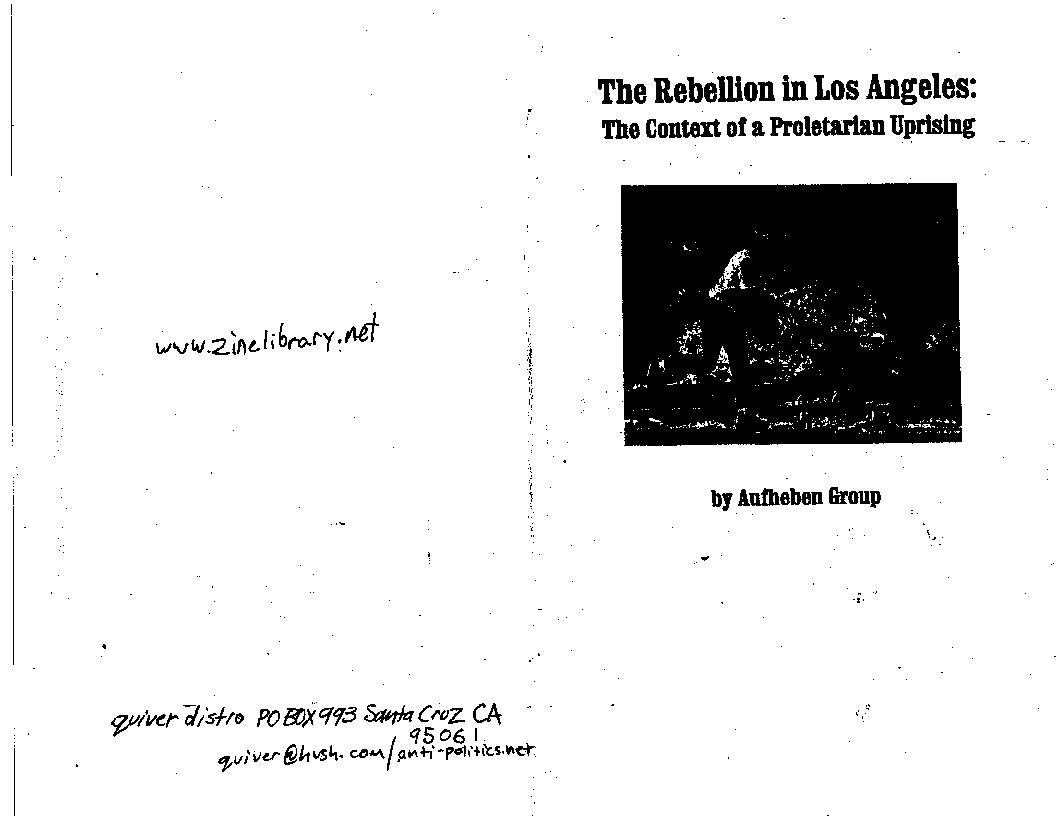 www.zinelibrary.net
quiver distro PO BOX 993 Santa Cruz CA
95061
quiver@hush.com/anti-politics.net
The Rebellion in Los Angeles:
The Context of a Proletarian Uprising
by Aufheben Group